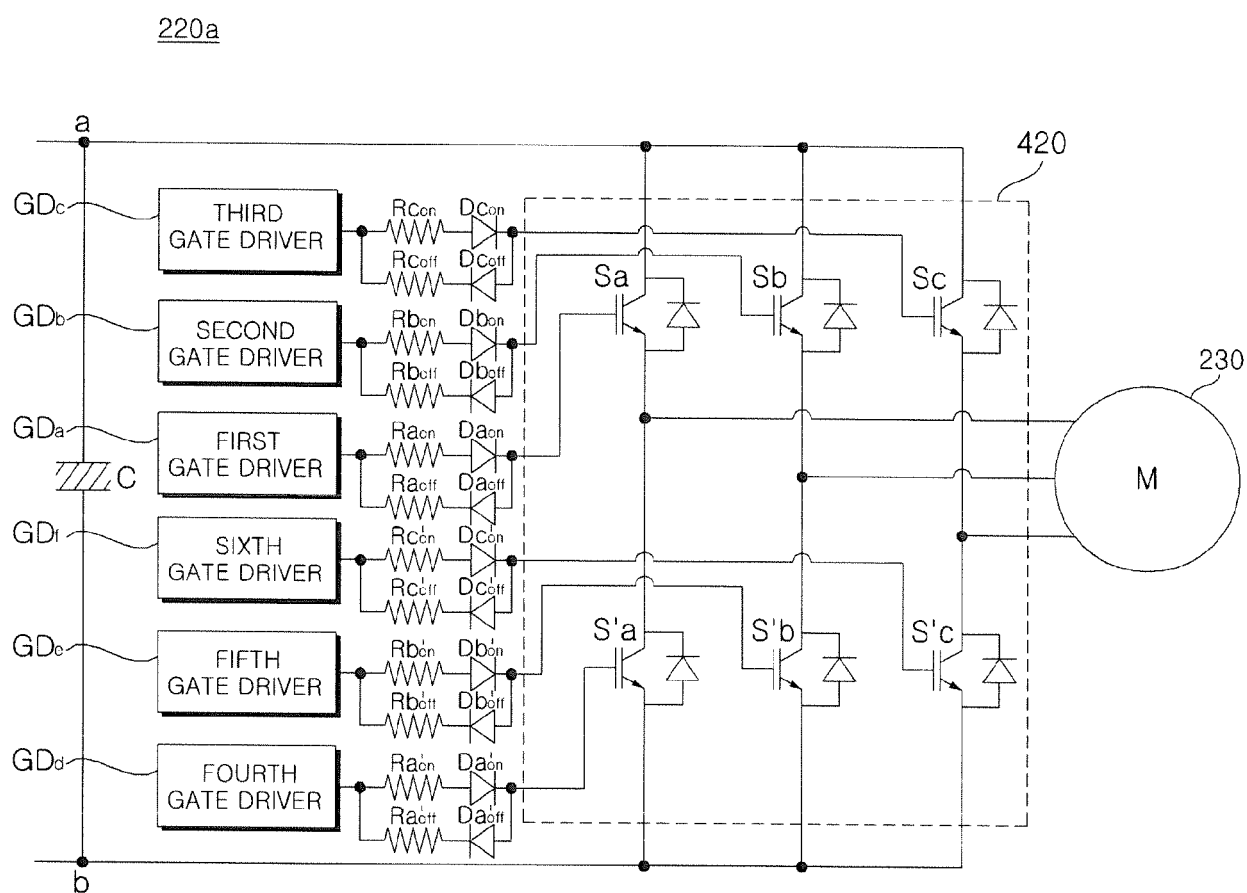 220a
a
420
GDc
THIRD
GATE DRIVER
Rcon
Dcon
Rcoff
Dcoff
Sa
Sb
Sc
GDb
SECOND
GATE DRIVER
Rbon
Dbon
Rboff
Dboff
230
GDa
FIRST
GATE DRIVER
Raon
Daon
Raoff
Daoff
C
M
GDf
SIXTH
GATE DRIVER
Rc'on
Dc'on
Rc'off
Dc'off
S'a
S'b
S'c
GDe
FIFTH
GATE DRIVER
Rb'on
Db'on
Rb'off
Db'off
GDd
FOURTH
GATE DRIVER
Ra'on
Da'on
Ra'off
Da'off
b